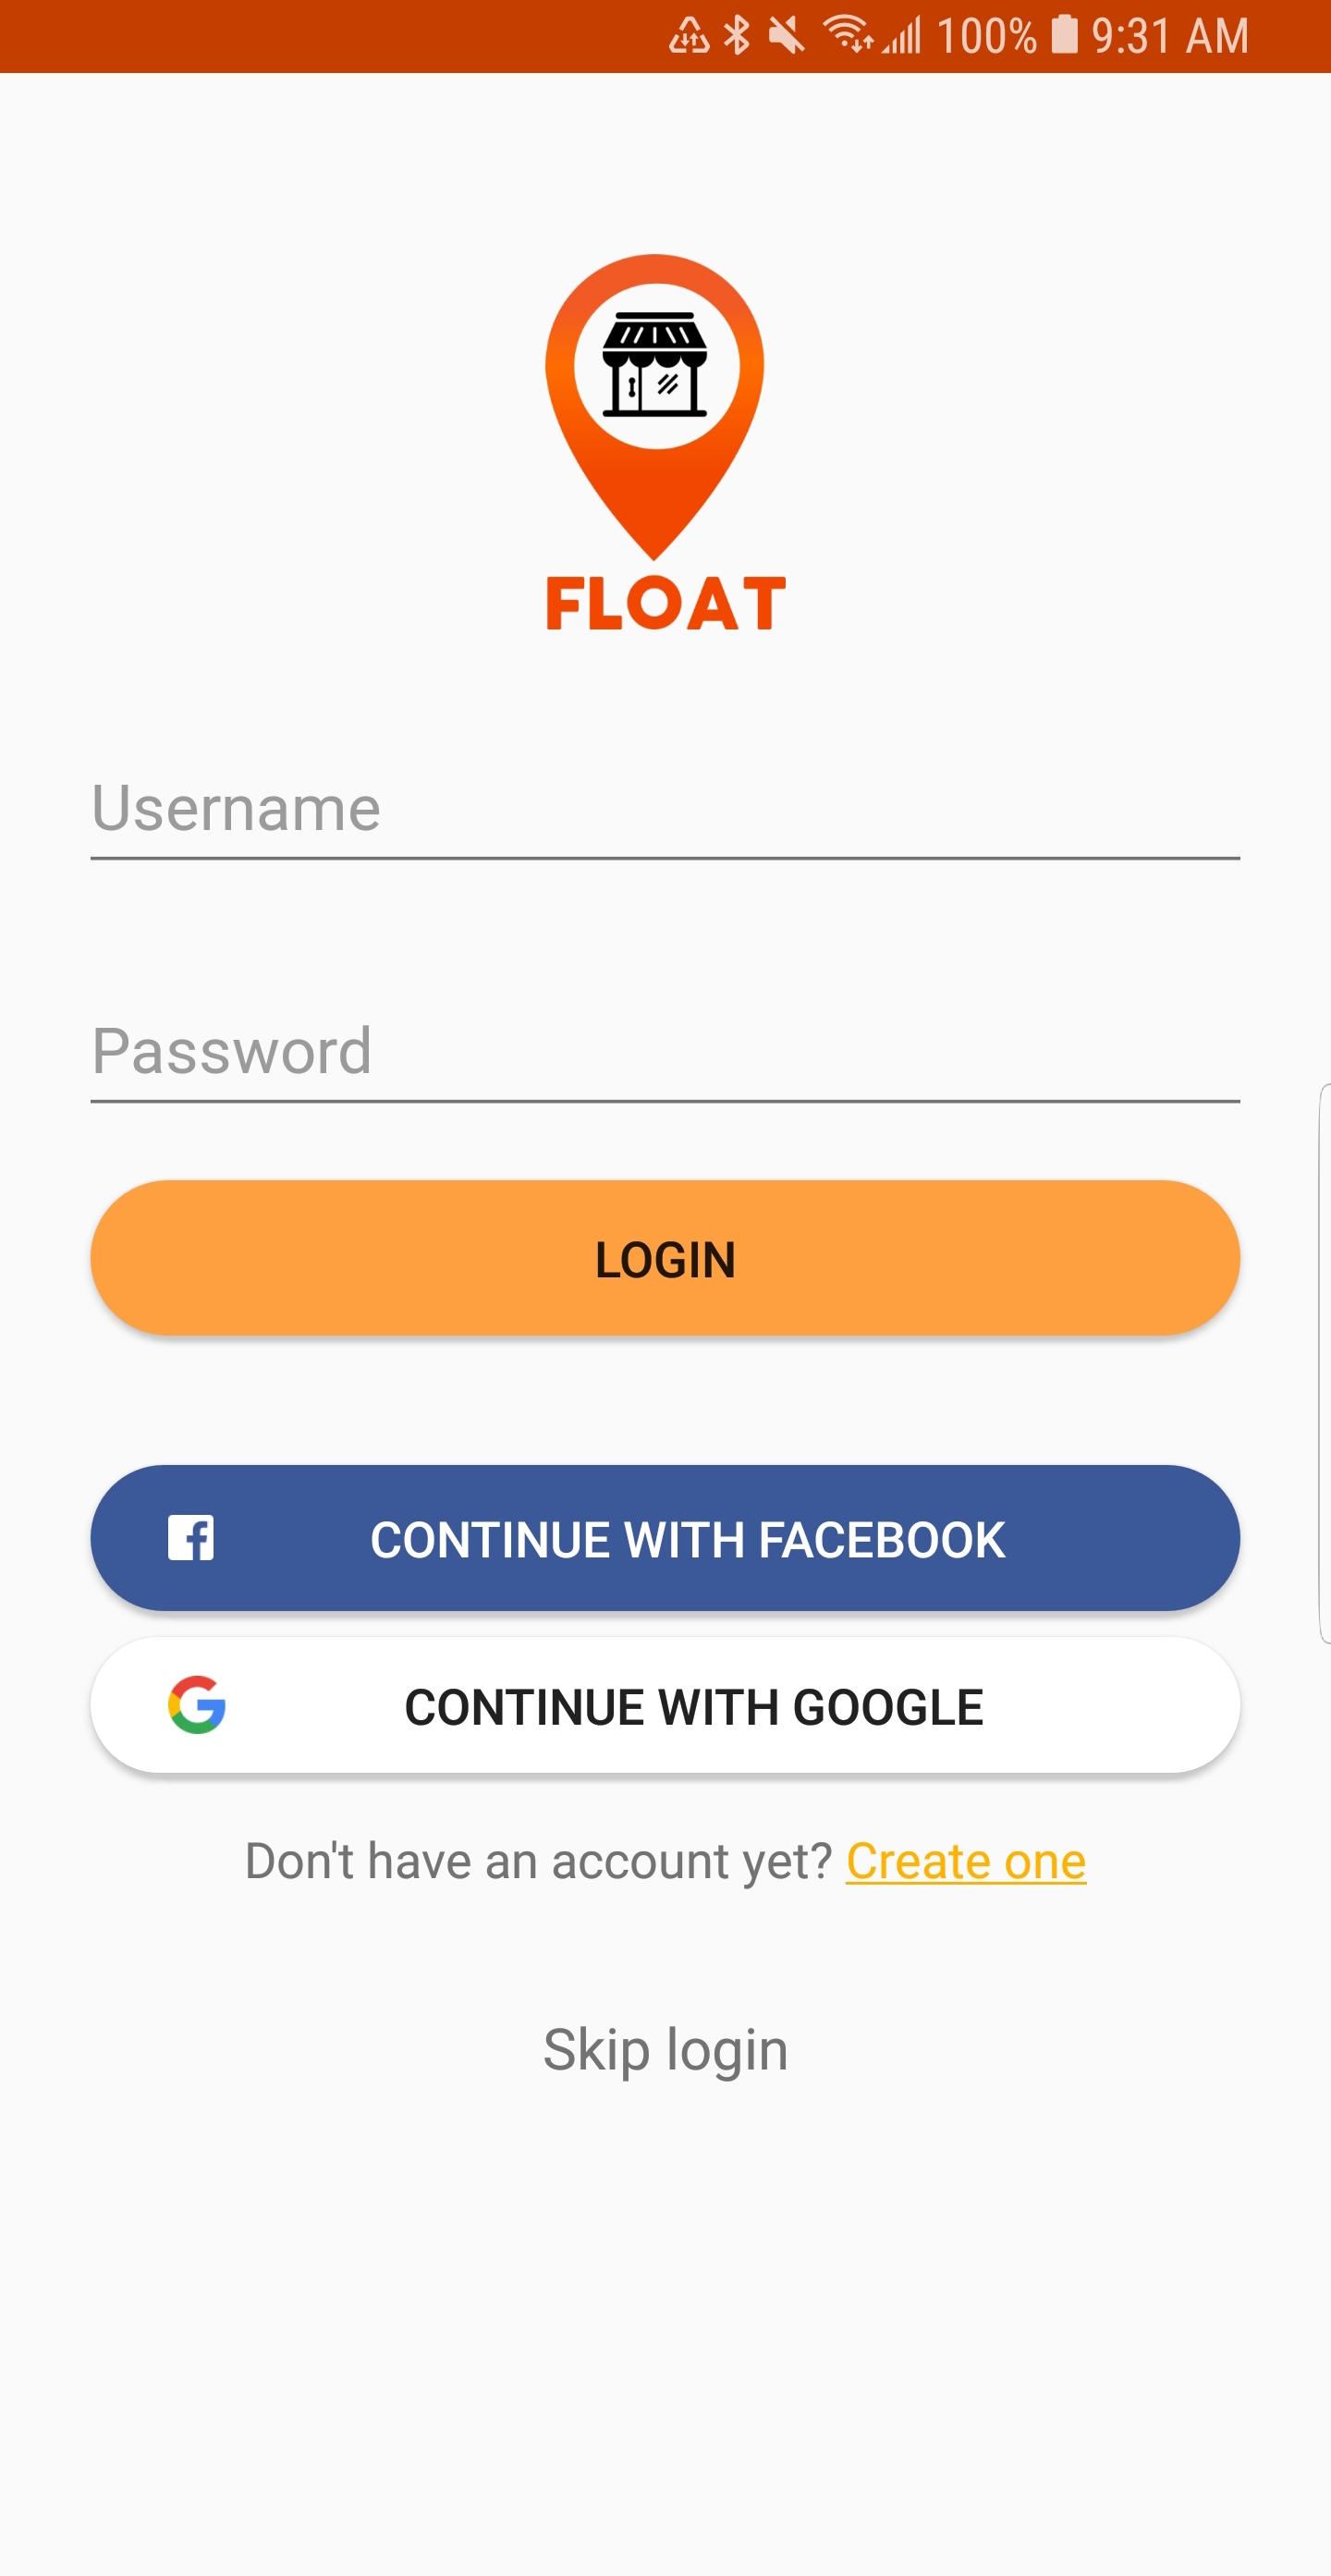 100% 9:31 AM
FLOAT
Username
Password
LOGIN
CONTINUE WITH FACEBOOK
CONTINUE WITH GOOGLE
Don't have an account yet? Create one
Skip login